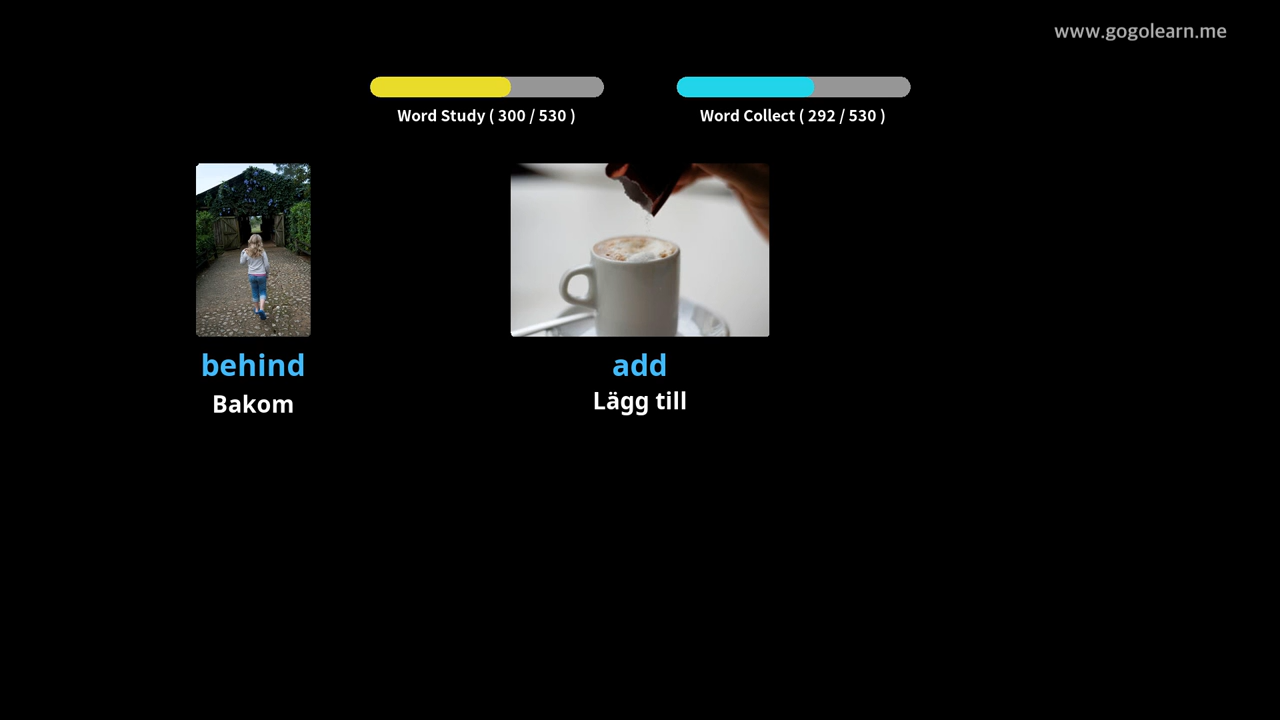 www.gogolearn.me
Word Study ( 300 / 530 )
Word Collect ( 292 / 530 )
behind
Bakom
add
Lägg till